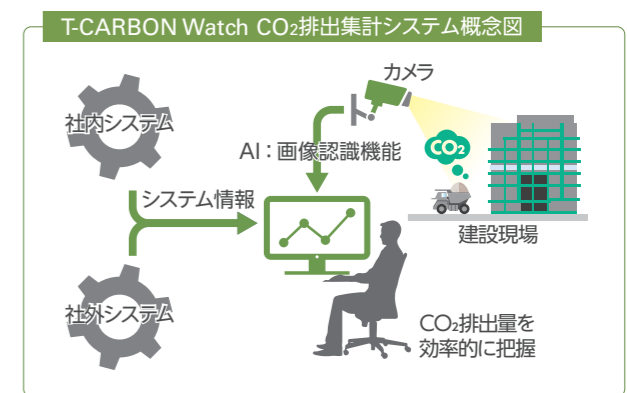 T-CARBON Watch CO₂排出集計システム概念図
カメラ
社内システム
AI：画像認識機能
CO₂
システム情報
建設現場
社外システム
CO₂排出量を
効率的に把握